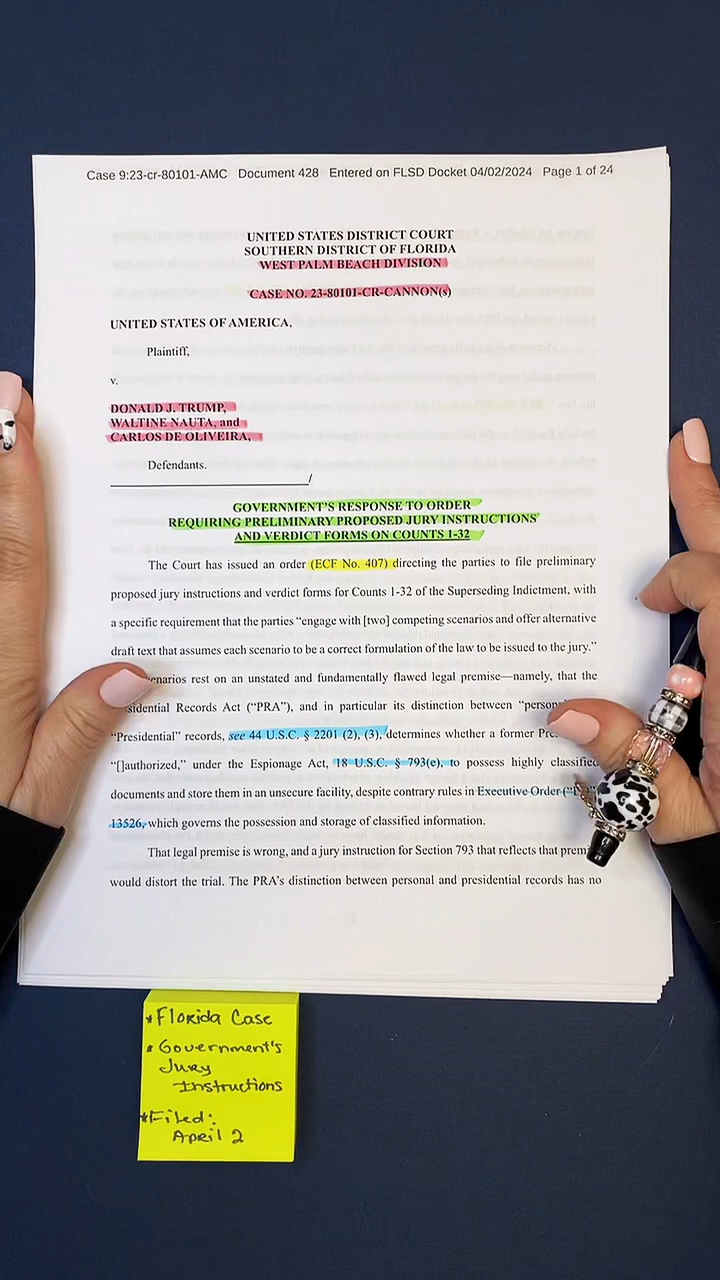 Case 9:23-cr-80101-AMC Document 428 Entered on FLSD Docket 04/02/2024 Page 1 of 24
UNITED STATES DISTRICT COURT
SOUTHERN DISTRICT OF FLORIDA
WEST PALM BEACH DIVISION
CASE NO. 23-80101-CR-CANNON(s)
UNITED STATES OF AMERICA,
Plaintiff,
v.
DONALD J. TRUMP,
WALTINE NAUTA, and
CARLOS DE OLIVEIRA,
Defendants.
/
GOVERNMENT'S RESPONSE TO ORDER
REQUIRING PRELIMINARY PROPOSED JURY INSTRUCTIONS
AND VERDICT FORMS ON COUNTS 1-32
The Court has issued an order (ECF No. 407) directing the parties to file preliminary
proposed jury instructions and verdict forms for Counts 1-32 of the Superseding Indictment, with
a specific requirement that the parties “engage with [two] competing scenarios and offer alternative
draft text that assumes each scenario to be a correct formulation of the law to be issued to the jury.”
rest on an unstated and fundamentally flawed legal premise—namely, that the
Records Act (“PRA”), and in particular its distinction between
“Presidential” records, see 44 U.S.C. § 2201 (2), (3), determines whether a former
“[]authorized,” under the Espionage Act, 18 U.S.C. § 793(e), to possess highly classified
documents and store them in an unsecure facility, despite contrary rules in Executive Order
13526, which governs the possession and storage of classified information.
That legal premise is wrong, and a jury instruction for Section 793 that reflects that
would distort the trial. The PRA’s distinction between personal and presidential records has no
* Florida Case
* Government's
Jury
Instructions
* Filed:
April 2